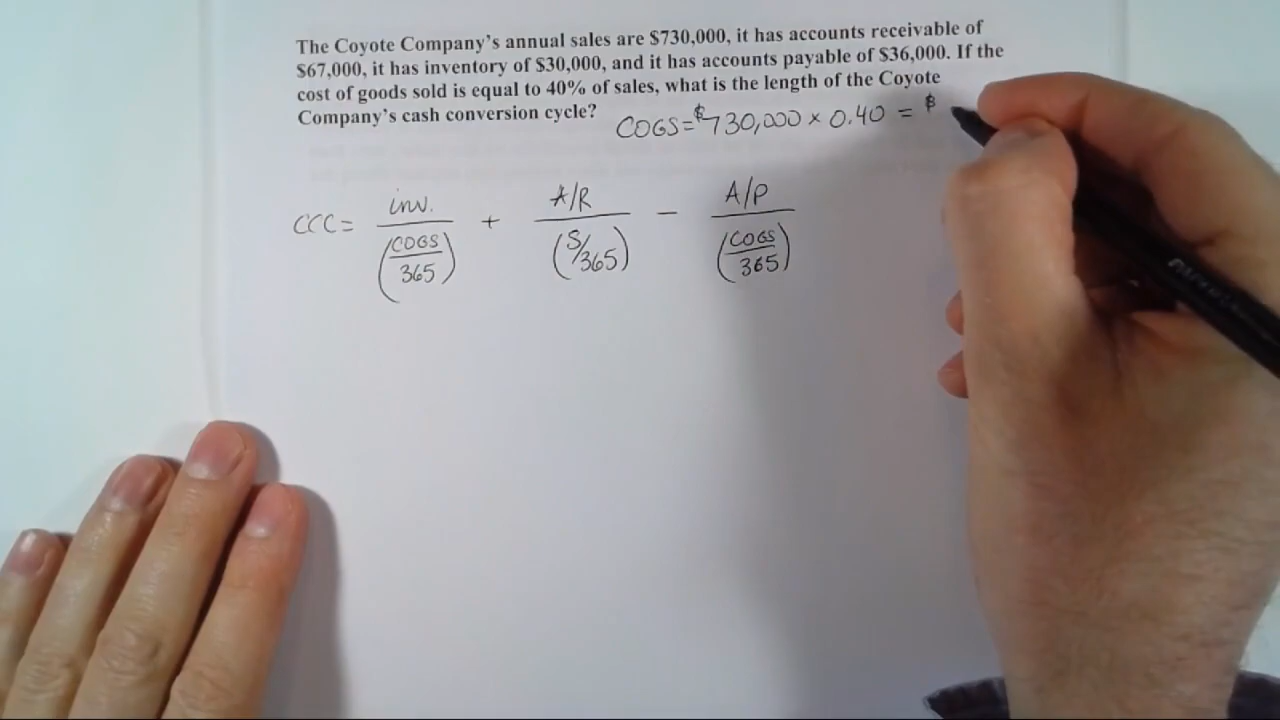 The Coyote Company's annual sales are $730,000, it has accounts receivable of
$67,000, it has inventory of $30,000, and it has accounts payable of $36,000. If the
cost of goods sold is equal to 40% of sales, what is the length of the Coyote
Company's cash conversion cycle?
COGS=$730,000 × 0.40 = $
CCC= inv. / (COGS/365) + A/R / (S/365) − A/P / (COGS/365)